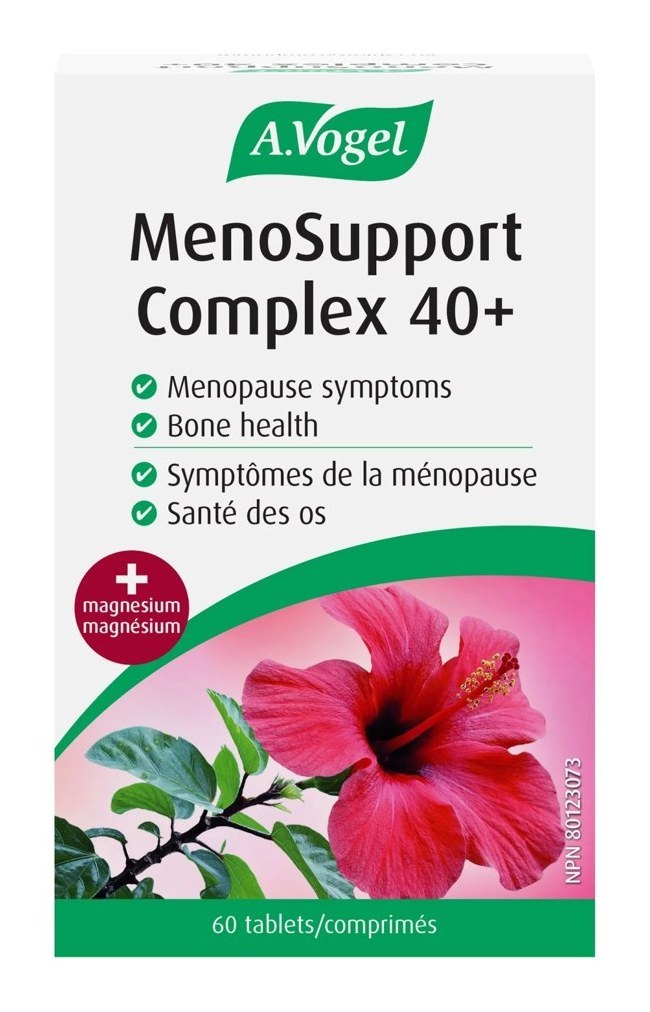 A.Vogel
MenoSupport
Complex 40+
Menopause symptoms
Bone health
Symptômes de la ménopause
Santé des os
+
magnesium
magnésium
NPN 80123073
60 tablets/comprimés